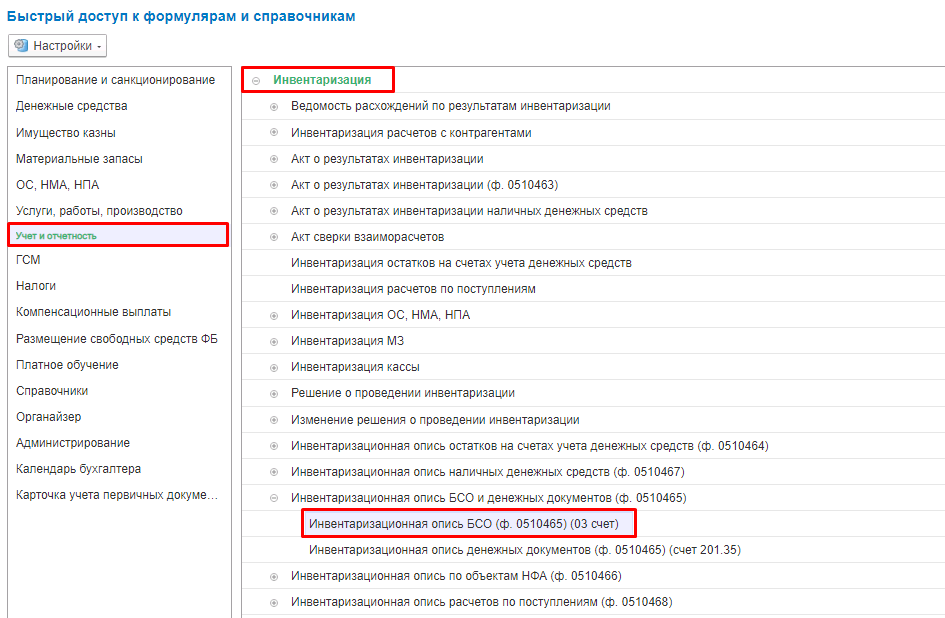 Быстрый доступ к формулярам и справочникам
Настройки
Планирование и санкционирование
Денежные средства
Имущество казны
Материальные запасы
ОС, НМА, НПА
Услуги, работы, производство
Учет и отчетность
ГСМ
Налоги
Компенсационные выплаты
Размещение свободных средств ФБ
Платное обучение
Справочники
Органайзер
Администрирование
Календарь бухгалтера
Карточка учета первичных докуме...
Инвентаризация
Ведомость расхождений по результатам инвентаризации
Инвентаризация расчетов с контрагентами
Акт о результатах инвентаризации
Акт о результатах инвентаризации (ф. 0510463)
Акт о результатах инвентаризации наличных денежных средств
Акт сверки взаиморасчетов
Инвентаризация остатков на счетах учета денежных средств
Инвентаризация расчетов по поступлениям
Инвентаризация ОС, НМА, НПА
Инвентаризация МЗ
Инвентаризация кассы
Решение о проведении инвентаризации
Изменение решения о проведении инвентаризации
Инвентаризационная опись остатков на счетах учета денежных средств (ф. 0510464)
Инвентаризационная опись наличных денежных средств (ф. 0510467)
Инвентаризационная опись БСО и денежных документов (ф. 0510465)
Инвентаризационная опись БСО (ф. 0510465) (03 счет)
Инвентаризационная опись денежных документов (ф. 0510465) (счет 201.35)
Инвентаризационная опись по объектам НФА (ф. 0510466)
Инвентаризационная опись расчетов по поступлениям (ф. 0510468)